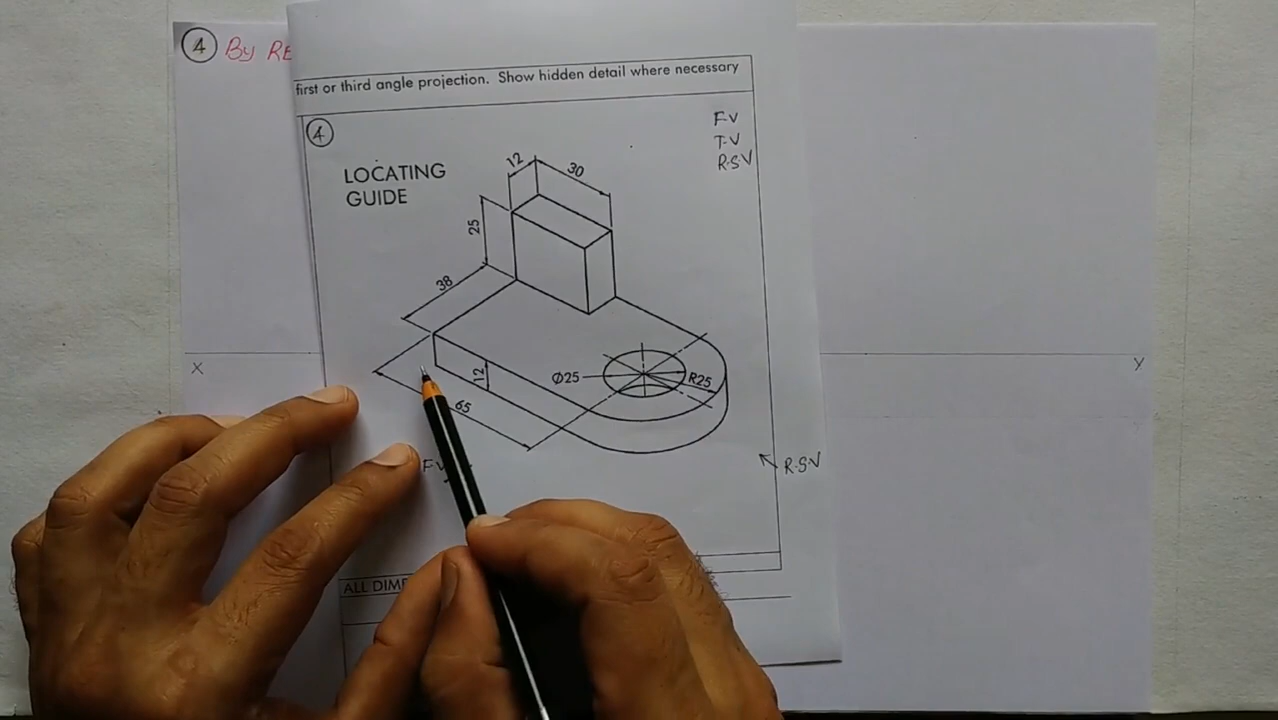 4 By RE
first or third angle projection. Show hidden detail where necessary
4
F.V
T.V
R.S.V
LOCATING
GUIDE
12
30
25
38
12
Ø25
R25
65
X
Y
FV
R.S.V
ALL DIME